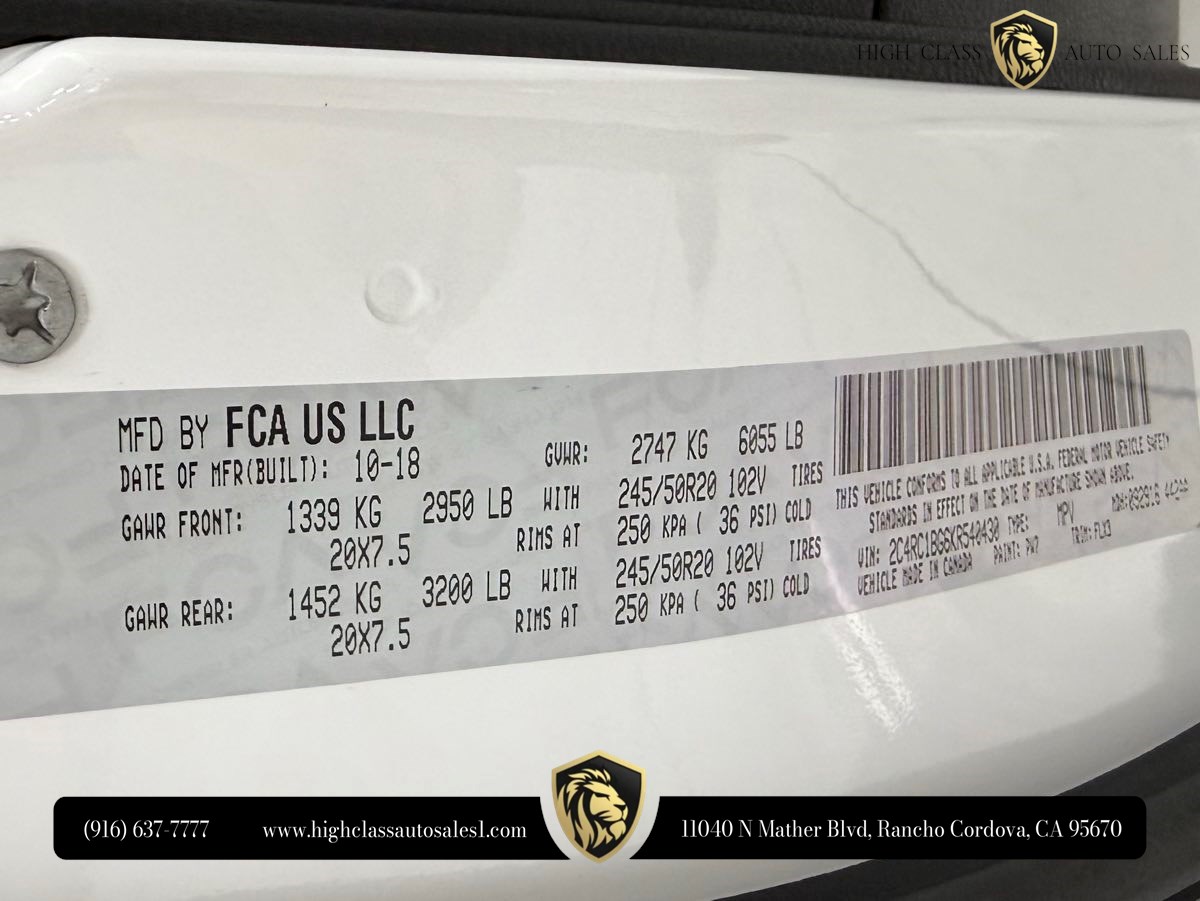 HIGH CLASS AUTO SALES
MFD BY FCA US LLC
DATE OF MFR(BUILT): 10-18
GVWR: 2747 KG 6055 LB
GAWR FRONT: 1339 KG 2950 LB WITH 245/50R20 102V TIRES
20X7.5 RIMS AT 250 KPA ( 36 PSI) COLD
GAWR REAR: 1452 KG 3200 LB WITH 245/50R20 102V TIRES
20X7.5 RIMS AT 250 KPA ( 36 PSI) COLD
THIS VEHICLE CONFORMS TO ALL APPLICABLE U.S.A. FEDERAL MOTOR VEHICLE SAFETY
STANDARDS IN EFFECT ON THE DATE OF MANUFACTURE SHOWN ABOVE.
VIN: 2C4RC1BG6KR540430 TYPE: MPV
VEHICLE MADE IN CANADA PAINT: PW7 TRIM: FLX3
(916) 637-7777 www.highclassautosales1.com 11040 N Mather Blvd, Rancho Cordova, CA 95670